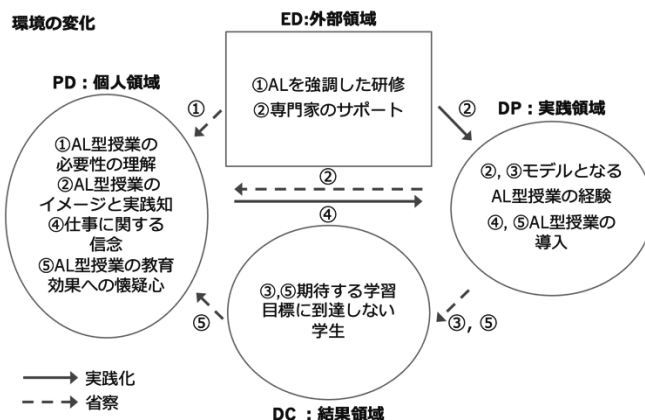 環境の変化
ED:外部領域
①ALを強調した研修
②専門家のサポート
PD：個人領域
①AL型授業の
必要性の理解
②AL型授業の
イメージと実践知
④仕事に関する
信念
⑤AL型授業の教育
効果への懐疑心
①
②
DP：実践領域
②, ③モデルとなる
AL型授業の経験
④, ⑤AL型授業の
導入
②
④
③,⑤期待する学習
目標に到達しない
学生
⑤
③, ⑤
実践化
省察
DC ：結果領域